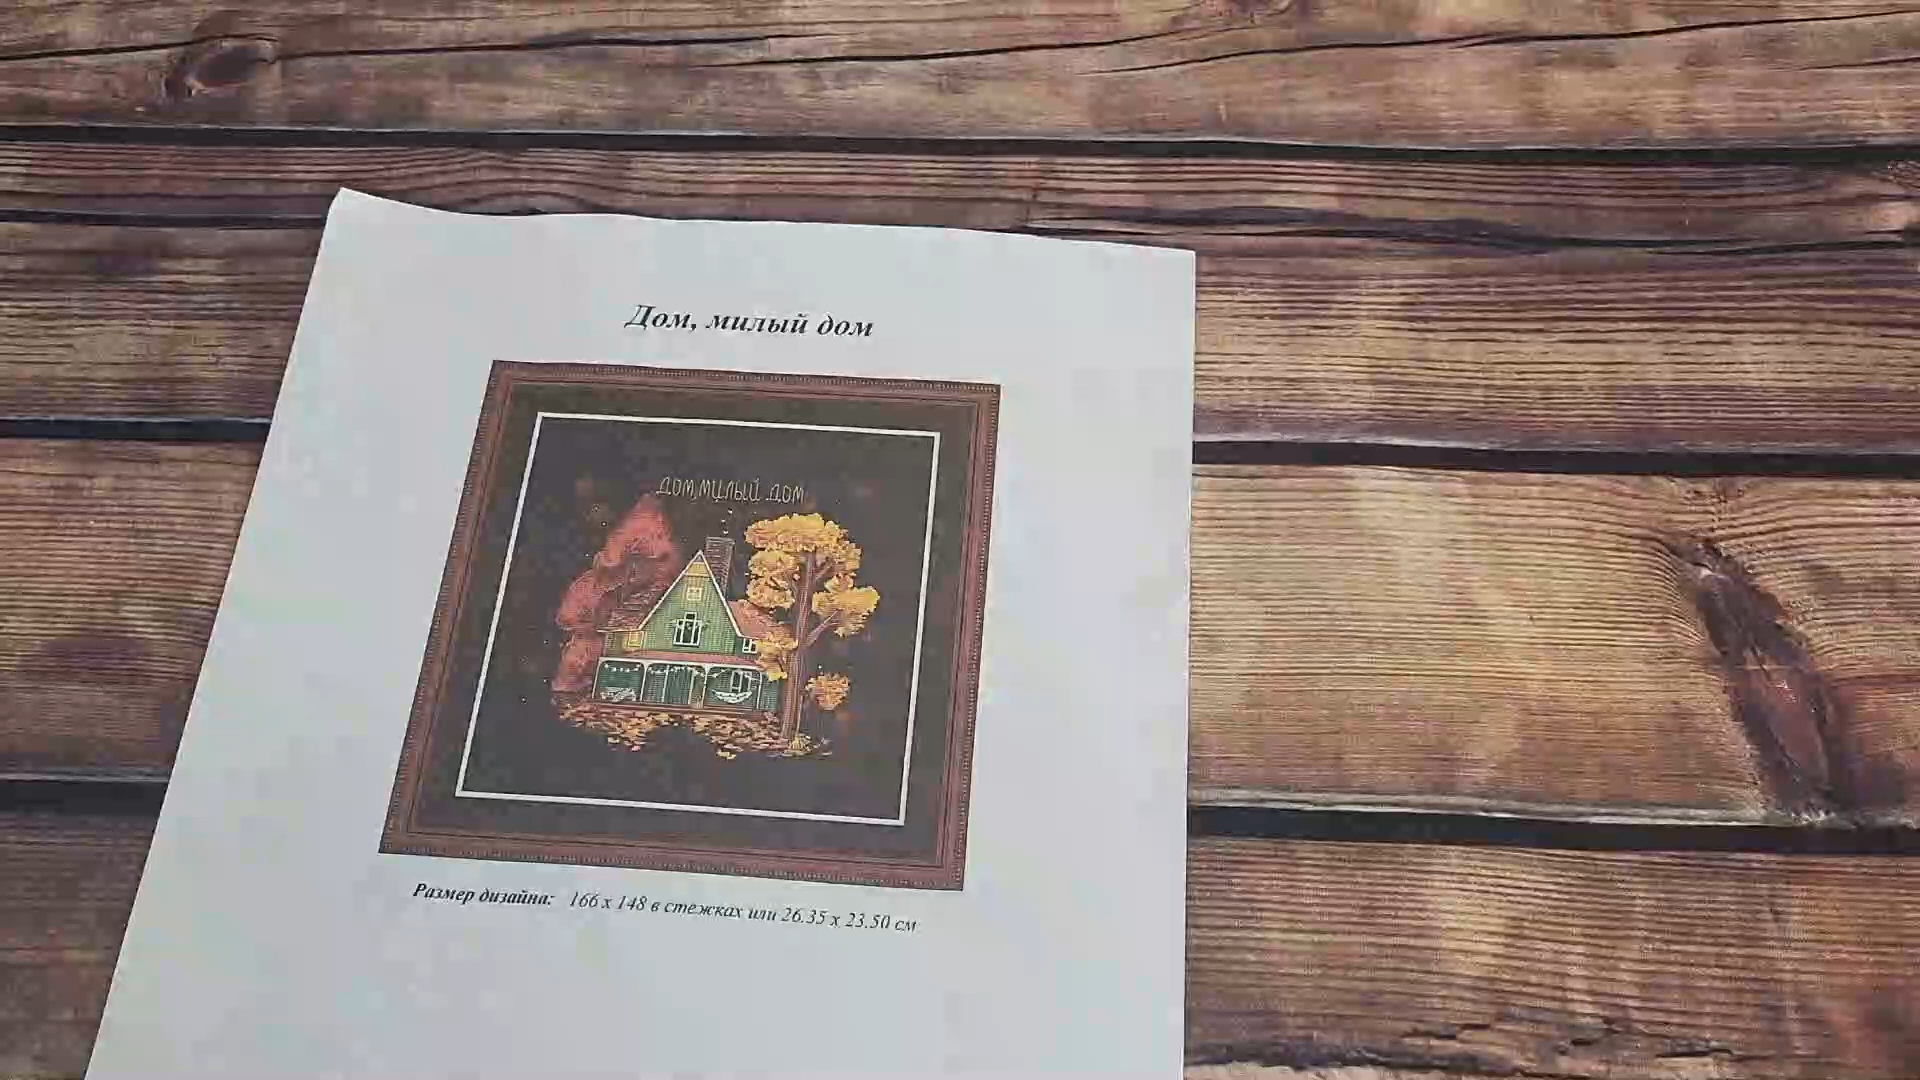 Дом, милый дом
ДОМ, МИЛЫЙ ДОМ
Размер дизайна: 166 x 148 в стежках или 26.35 x 23.50 см